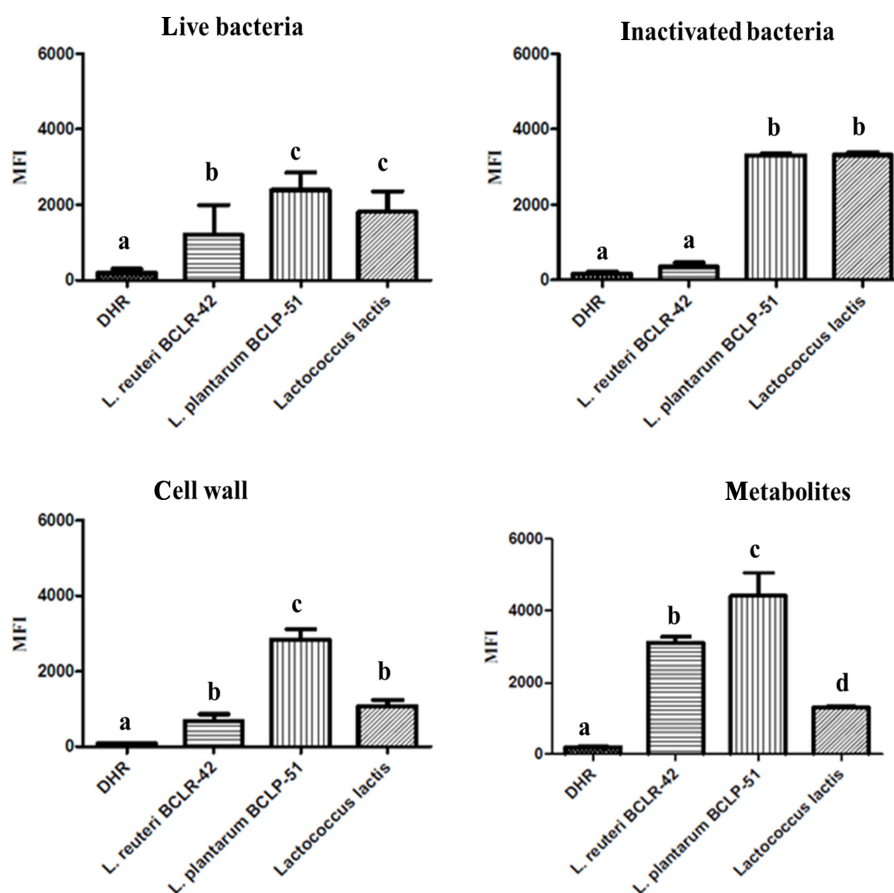 Live bacteria
6000
4000
2000
0
MFI
a
b
c
c
DHR
L. reuteri BCLR-42
L. plantarum BCLP-51
Lactococcus lactis
Inactivated bacteria
6000
4000
2000
0
MFI
a
a
b
b
DHR
L. reuteri BCLR-42
L. plantarum BCLP-51
Lactococcus lactis
Cell wall
6000
4000
2000
0
MFI
a
b
c
b
DHR
L. reuteri BCLR-42
L. plantarum BCLP-51
Lactococcus lactis
Metabolites
6000
4000
2000
0
MFI
a
b
c
d
DHR
L. reuteri BCLR-42
L. plantarum BCLP-51
Lactococcus lactis